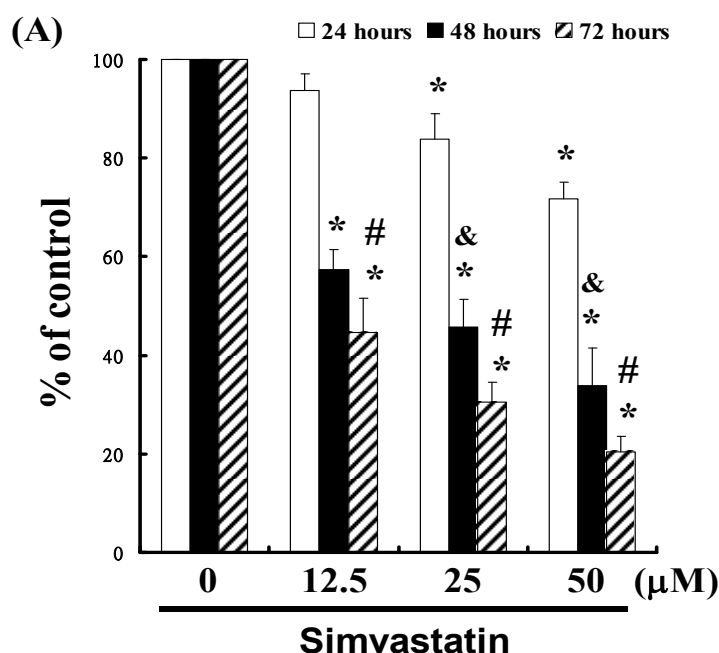 (A)
24 hours 48 hours 72 hours
% of control
100
80
60
40
20
0
* *
* # * & * # * & * # *
0 12.5 25 50 (μM)
Simvastatin